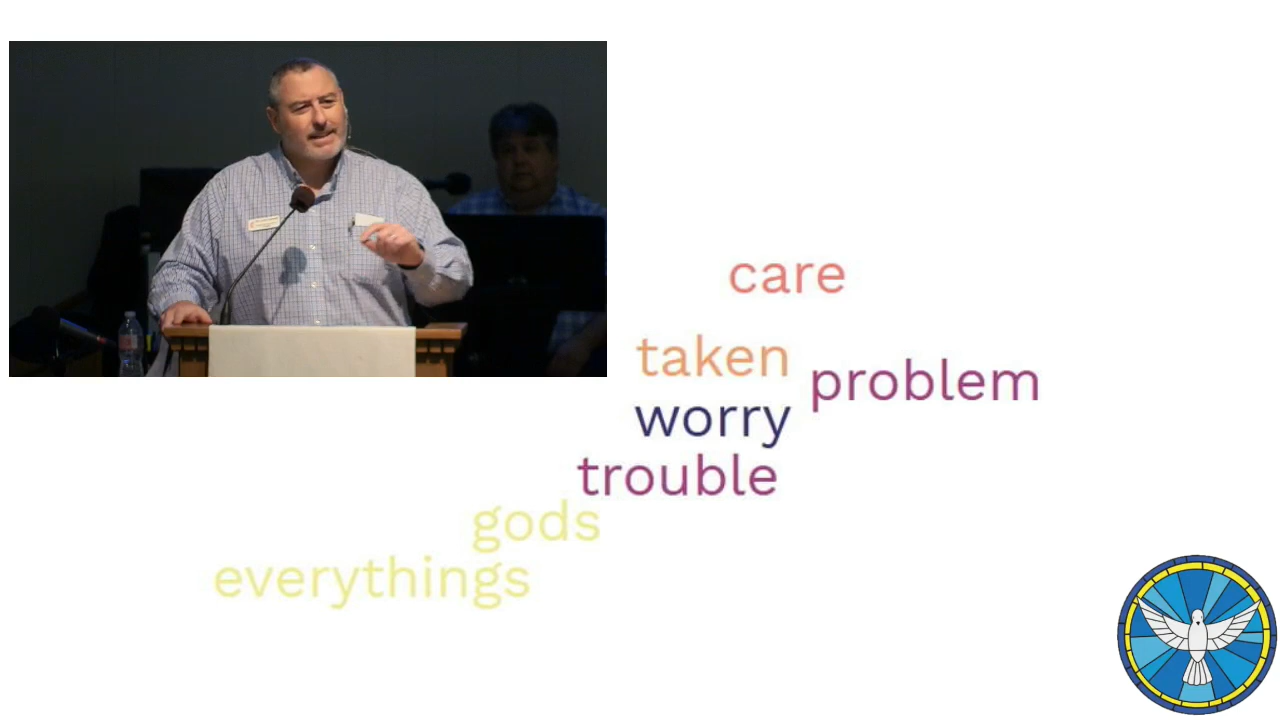 care
taken
problem
worry
trouble
gods
everythings